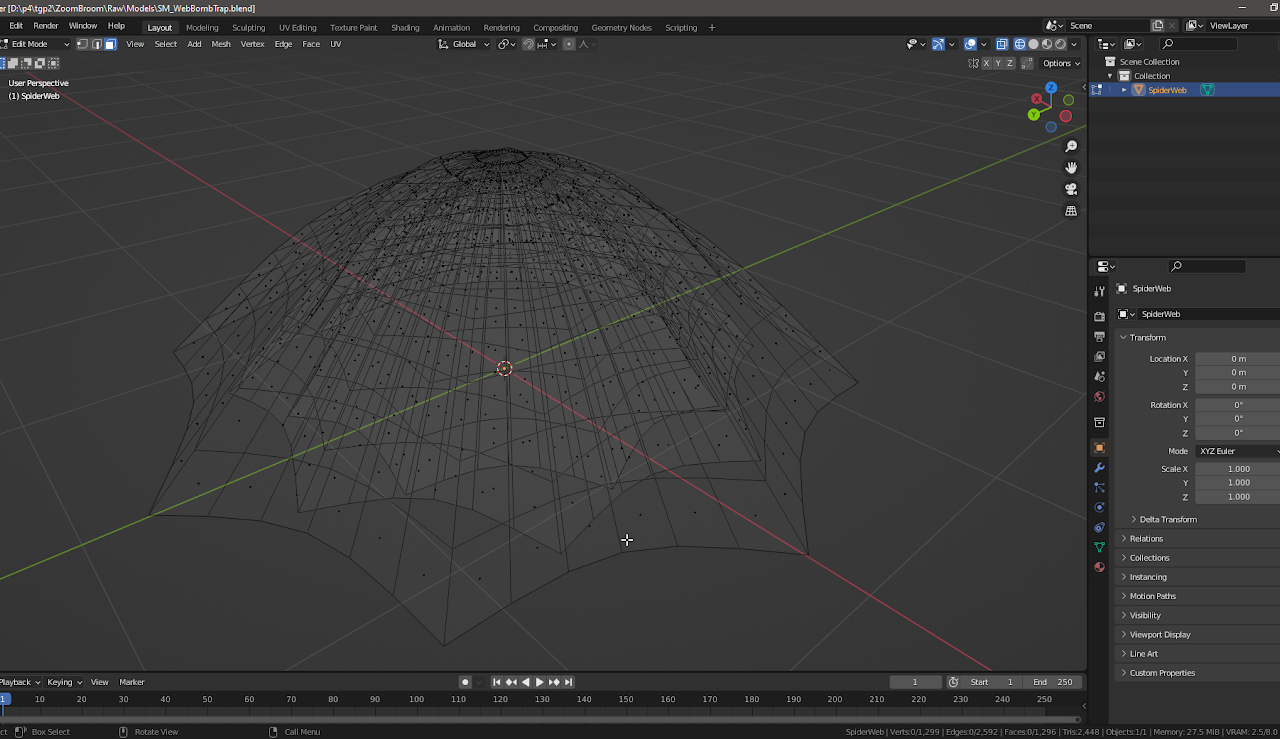 er [D:\p4\tgp2\ZoomBroom\Raw\Models\SM_WebBombTrap.blend]
Edit Render Window Help Layout Modeling Sculpting UV Editing Texture Paint Shading Animation Rendering Compositing Geometry Nodes Scripting + Scene ViewLayer
Edit Mode View Select Add Mesh Vertex Edge Face UV Global
X Y Z Options
User Perspective
(1) SpiderWeb
Z
X
Y
Scene Collection
Collection
SpiderWeb
SpiderWeb
SpiderWeb
Transform
Location X 0 m
Y 0 m
Z 0 m
Rotation X 0°
Y 0°
Z 0°
Mode XYZ Euler
Scale X 1.000
Y 1.000
Z 1.000
Delta Transform
Relations
Collections
Instancing
Motion Paths
Visibility
Viewport Display
Line Art
Custom Properties
Playback Keying View Marker 1 Start 1 End 250
1 10 20 30 40 50 60 70 80 90 100 110 120 130 140 150 160 170 180 190 200 210 220 230 240 250
ct Box Select Rotate View Call Menu SpiderWeb | Verts:0/1,299 | Edges:0/2,592 | Faces:0/1,296 | Tris:2,448 | Objects:1/1 | Memory: 27.5 MiB | VRAM: 2.5/8.0